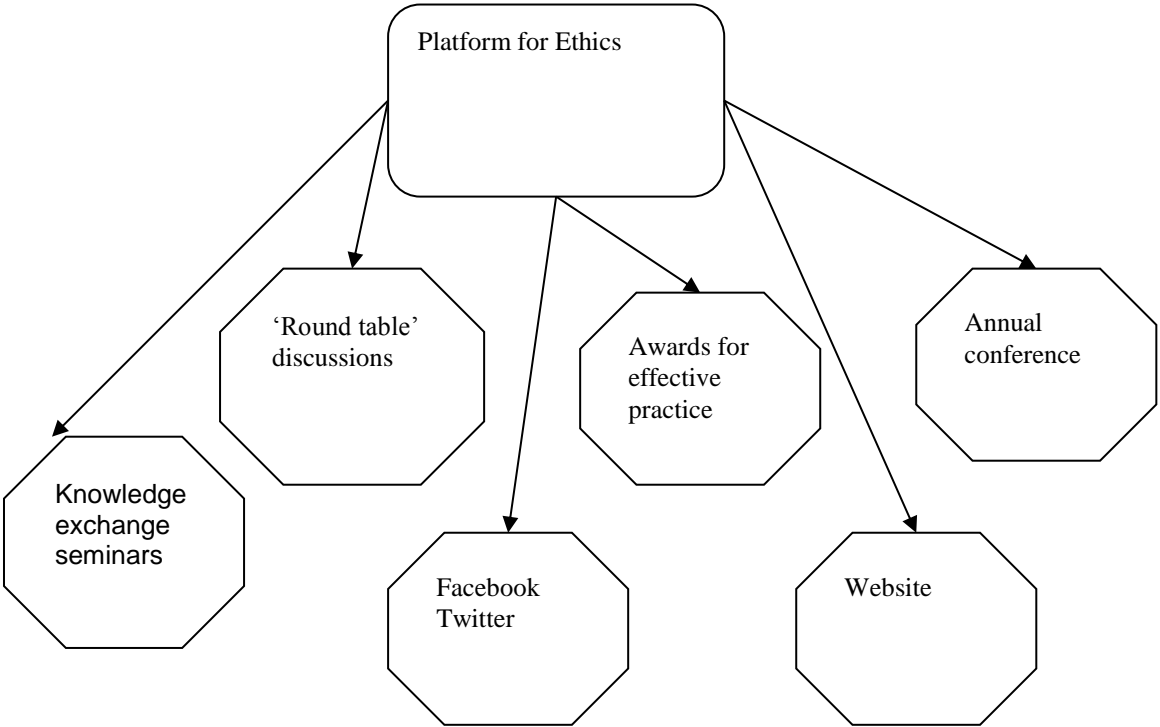 Platform for Ethics
‘Round table’
discussions
Awards for
effective
practice
Annual
conference
Knowledge
exchange
seminars
Facebook
Twitter
Website